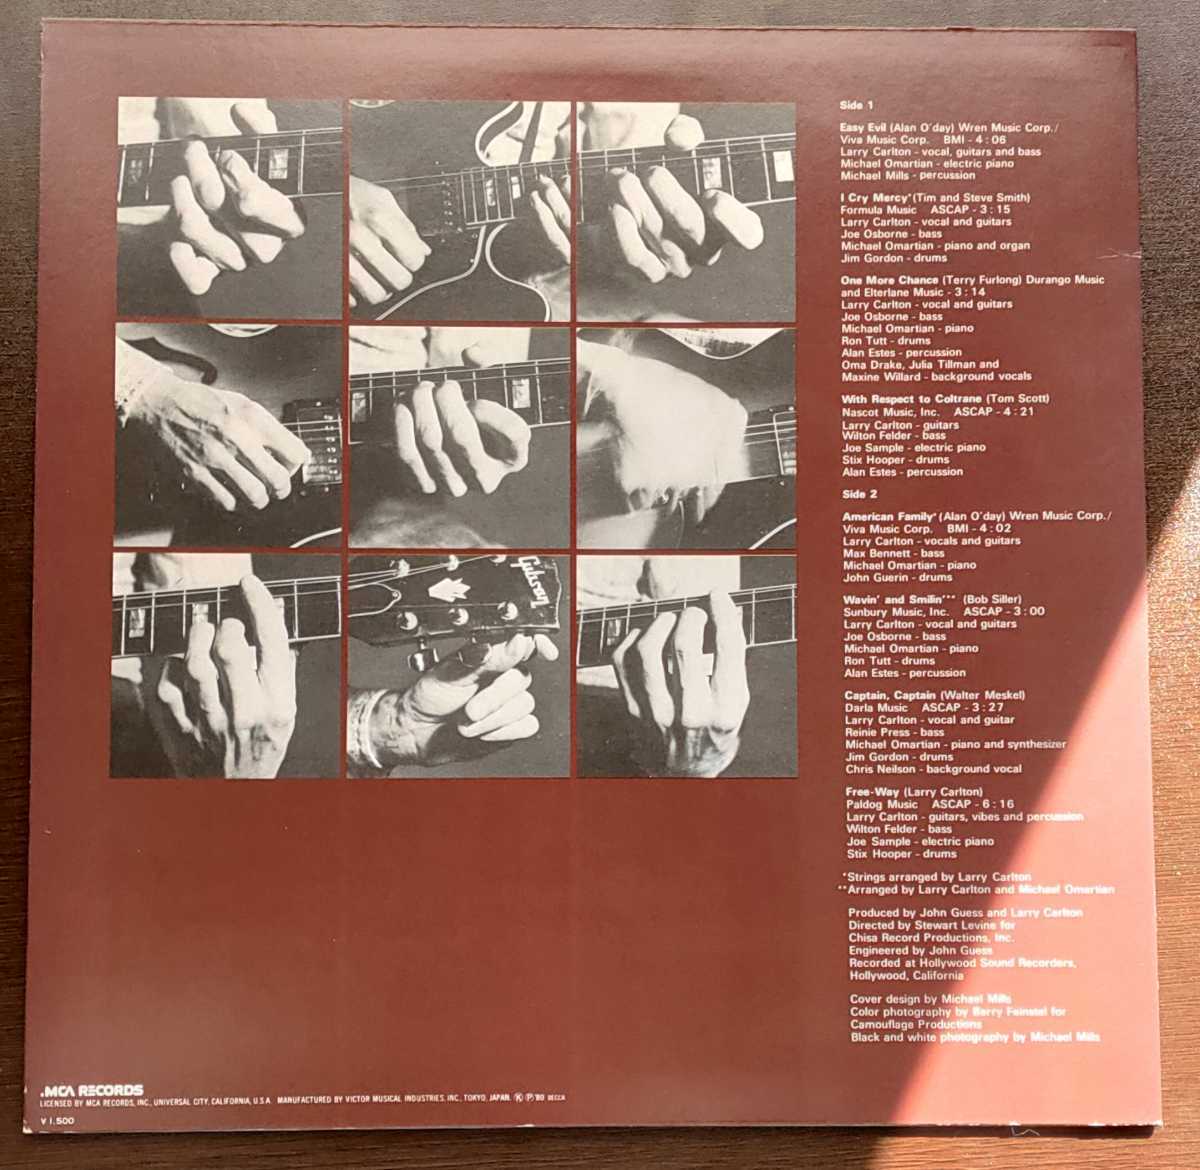 Gibson
Side 1
Easy Evil (Alan O'day) Wren Music Corp./
Viva Music Corp. BMI - 4 : 06
Larry Carlton - vocal, guitars and bass
Michael Omartian - electric piano
Michael Mills - percussion
I Cry Mercy* (Tim and Steve Smith)
Formula Music ASCAP - 3 : 15
Larry Carlton - vocal and guitars
Joe Osborne - bass
Michael Omartian - piano and organ
Jim Gordon - drums
One More Chance (Terry Furlong) Durango Music
and Elterlane Music - 3 : 14
Larry Carlton - vocal and guitars
Joe Osborne - bass
Michael Omartian - piano
Ron Tutt - drums
Alan Estes - percussion
Oma Drake, Julia Tillman and
Maxine Willard - background vocals
With Respect to Coltrane (Tom Scott)
Nascot Music, Inc. ASCAP - 4 : 21
Larry Carlton - guitars
Wilton Felder - bass
Joe Sample - electric piano
Stix Hooper - drums
Alan Estes - percussion
Side 2
American Family* (Alan O'day) Wren Music Corp./
Viva Music Corp. BMI - 4 : 02
Larry Carlton - vocals and guitars
Max Bennett - bass
Michael Omartian - piano
John Guerin - drums
Wavin' and Smilin'** (Bob Siller)
Sunbury Music, Inc. ASCAP - 3 : 00
Larry Carlton - vocal and guitars
Joe Osborne - bass
Michael Omartian - piano
Ron Tutt - drums
Alan Estes - percussion
Captain, Captain (Walter Meskel)
Darla Music ASCAP - 3 : 27
Larry Carlton - vocal and guitar
Reinie Press - bass
Michael Omartian - piano and synthesizer
Jim Gordon - drums
Chris Neilson - background vocal
Free-Way (Larry Carlton)
Paldog Music ASCAP - 6 : 16
Larry Carlton - guitars, vibes and percussion
Wilton Felder - bass
Joe Sample - electric piano
Stix Hooper - drums
*Strings arranged by Larry Carlton
**Arranged by Larry Carlton and Michael Omartian
Produced by John Guess and Larry Carlton
Directed by Stewart Levine for
Chisa Record Productions, Inc.
Engineered by John Guess
Recorded at Hollywood Sound Recorders,
Hollywood, California
Cover design by Michael Mills
Color photography by Barry Feinstel for
Camouflage Productions
Black and white photography by Michael Mills
.MCA RECORDS
LICENSED BY MCA RECORDS, INC., UNIVERSAL CITY, CALIFORNIA, U.S.A. MANUFACTURED BY VICTOR MUSICAL INDUSTRIES, INC., TOKYO, JAPAN. Ⓚ Ⓟ '80 DECCA
¥ 1,500